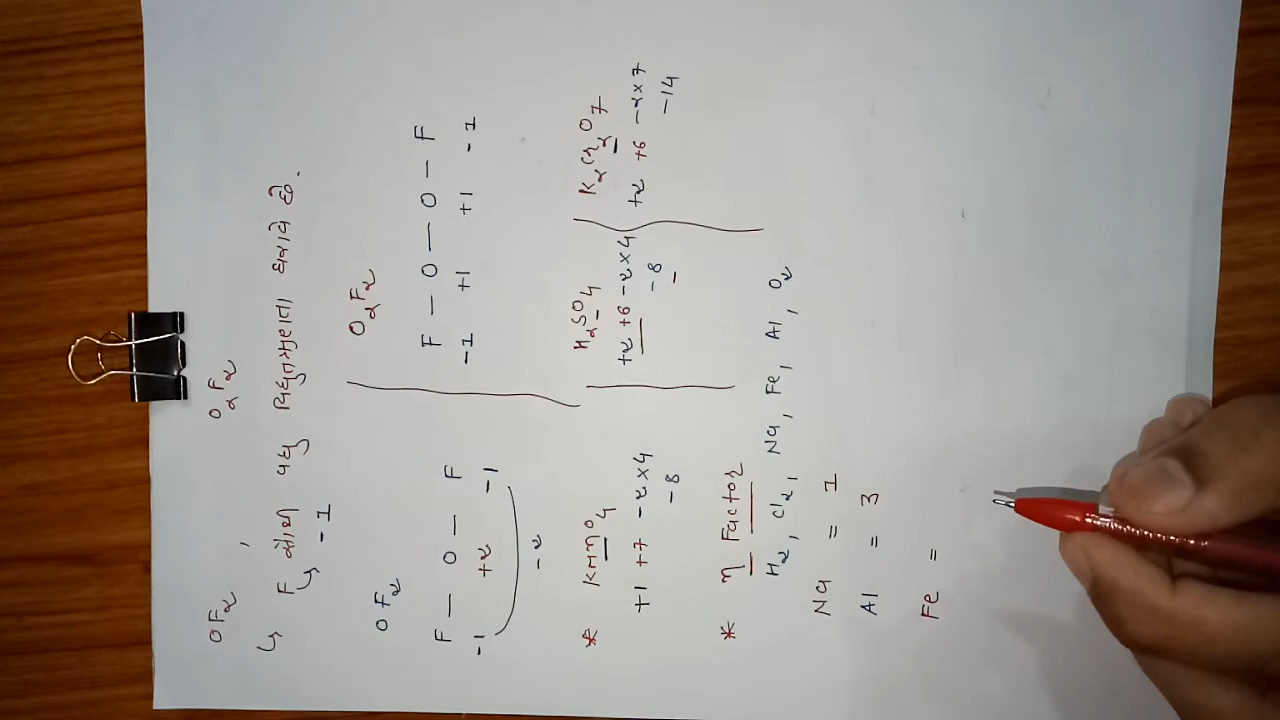 OF₂ , O₂F₂
↳ F સૌથી વધુ વિદ્યુતઋણતા ધરાવે છે.
↳ -1
OF₂
F — O — F
-1 +2 -1
-2
O₂F₂
F — O — O — F
-1 +1 +1 -1
* KMnO₄
+1 +7 -2×4
-8
H₂SO₄
+2 +6 -2×4
-8
K₂Cr₂O7
+2 +6 -2×7
-14
* η Factor
H₂, Cl₂, Na, Fe, Al, O₂
Na = 1
Al = 3
Fe =